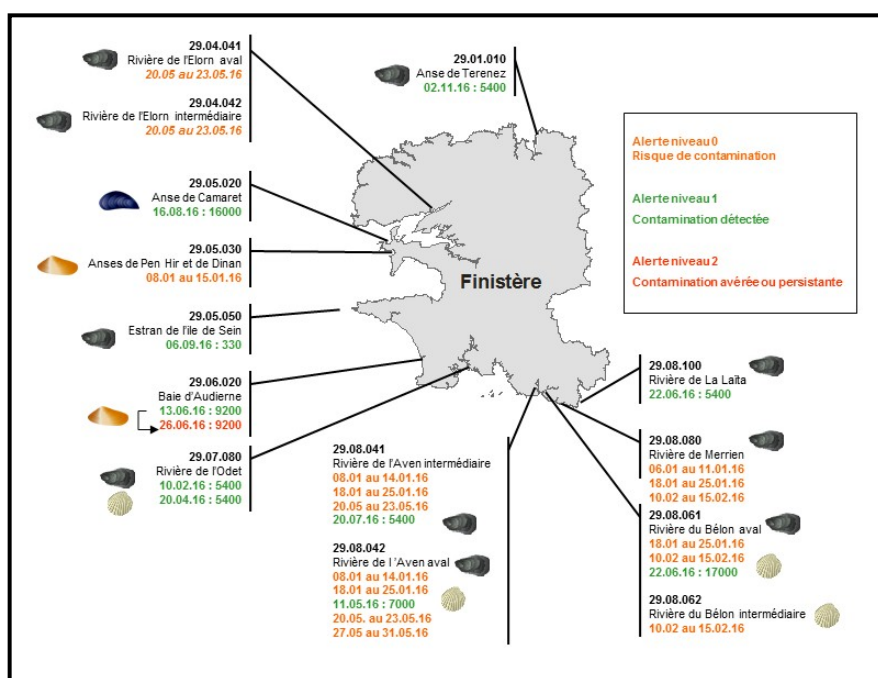 29.04.041
Rivière de l'Elorn aval
20.05 au 23.05.16
29.04.042
Rivière de l'Elorn intermédiaire
20.05 au 23.05.16
29.01.010
Anse de Terenez
02.11.16 : 5400
Alerte niveau 0
Risque de contamination
Alerte niveau 1
Contamination détectée
Alerte niveau 2
Contamination avérée ou persistante
29.05.020
Anse de Camaret
16.08.16 : 16000
29.05.030
Anses de Pen Hir et de Dinan
08.01 au 15.01.16
Finistère
29.05.050
Estran de l'île de Sein
06.09.16 : 330
29.06.020
Baie d'Audierne
13.06.16 : 9200
26.06.16 : 9200
29.07.080
Rivière de l'Odet
10.02.16 : 5400
20.04.16 : 5400
29.08.041
Rivière de l'Aven intermédiaire
08.01 au 14.01.16
18.01 au 25.01.16
20.05 au 23.05.16
20.07.16 : 5400
29.08.042
Rivière de l 'Aven aval
08.01 au 14.01.16
18.01 au 25.01.16
11.05.16 : 7000
20.05. au 23.05.16
27.05 au 31.05.16
29.08.100
Rivière de La Laïta
22.06.16 : 5400
29.08.080
Rivière de Merrien
06.01 au 11.01.16
18.01 au 25.01.16
10.02 au 15.02.16
29.08.061
Rivière du Bélon aval
18.01 au 25.01.16
10.02 au 15.02.16
22.06.16 : 17000
29.08.062
Rivière du Bélon intermédiaire
10.02 au 15.02.16